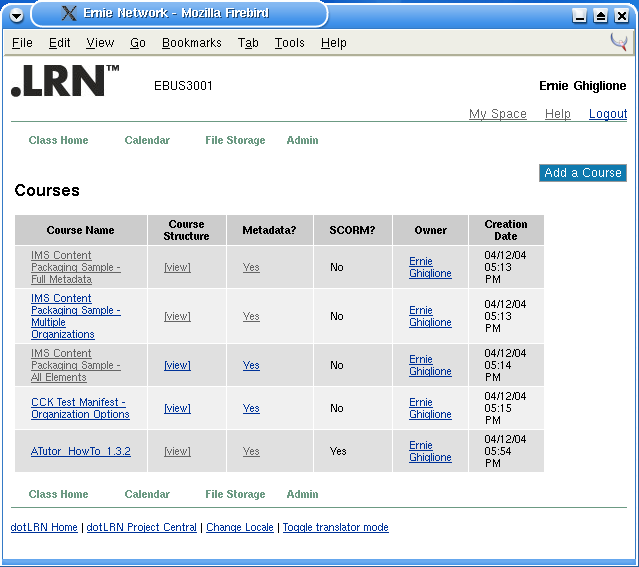 Ernie Network - Mozilla Firebird
File Edit View Go Bookmarks Tab Tools Help
.LRN™ EBUS3001 Ernie Ghiglione
My Space Help Logout
Class Home Calendar File Storage Admin
Add a Course
Courses
Course Name Course Structure Metadata? SCORM? Owner Creation Date
IMS Content Packaging Sample - Full Metadata [view] Yes No Ernie Ghiglione 04/12/04 05:13 PM
IMS Content Packaging Sample - Multiple Organizations [view] Yes No Ernie Ghiglione 04/12/04 05:13 PM
IMS Content Packaging Sample - All Elements [view] Yes No Ernie Ghiglione 04/12/04 05:14 PM
CCK Test Manifest - Organization Options [view] Yes No Ernie Ghiglione 04/12/04 05:15 PM
ATutor HowTo 1.3.2 [view] Yes Yes Ernie Ghiglione 04/12/04 05:54 PM
Class Home Calendar File Storage Admin
dotLRN Home | dotLRN Project Central | Change Locale | Toggle translator mode